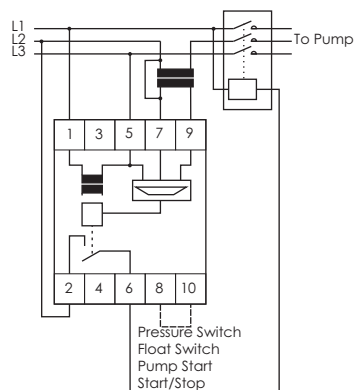 L1
L2
L3
To Pump
1 3 5 7 9
2 4 6 8 10
Pressure Switch
Float Switch
Pump Start
Start/Stop